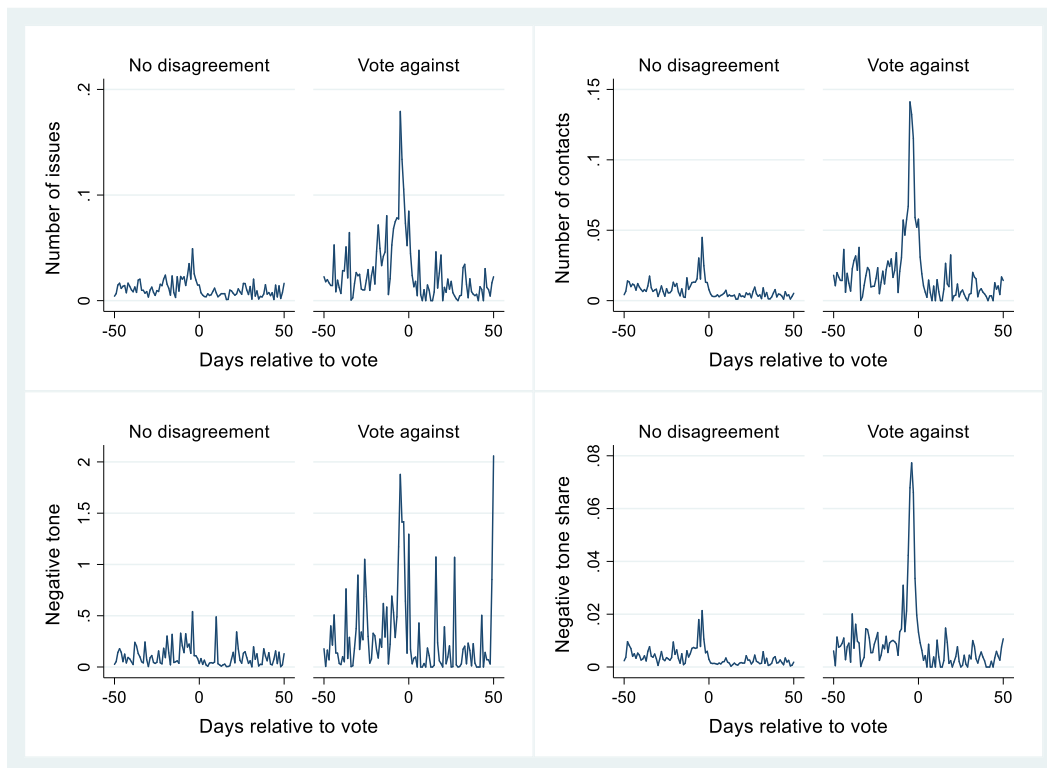 No disagreement Vote against
Number of issues
.2
.1
0
-50 0 50 -50 0 50
Days relative to vote
No disagreement Vote against
Number of contacts
.15
.1
.05
0
-50 0 50 -50 0 50
Days relative to vote
No disagreement Vote against
Negative tone
2
1.5
1
.5
0
-50 0 50 -50 0 50
Days relative to vote
No disagreement Vote against
Negative tone share
.08
.06
.04
.02
0
-50 0 50 -50 0 50
Days relative to vote